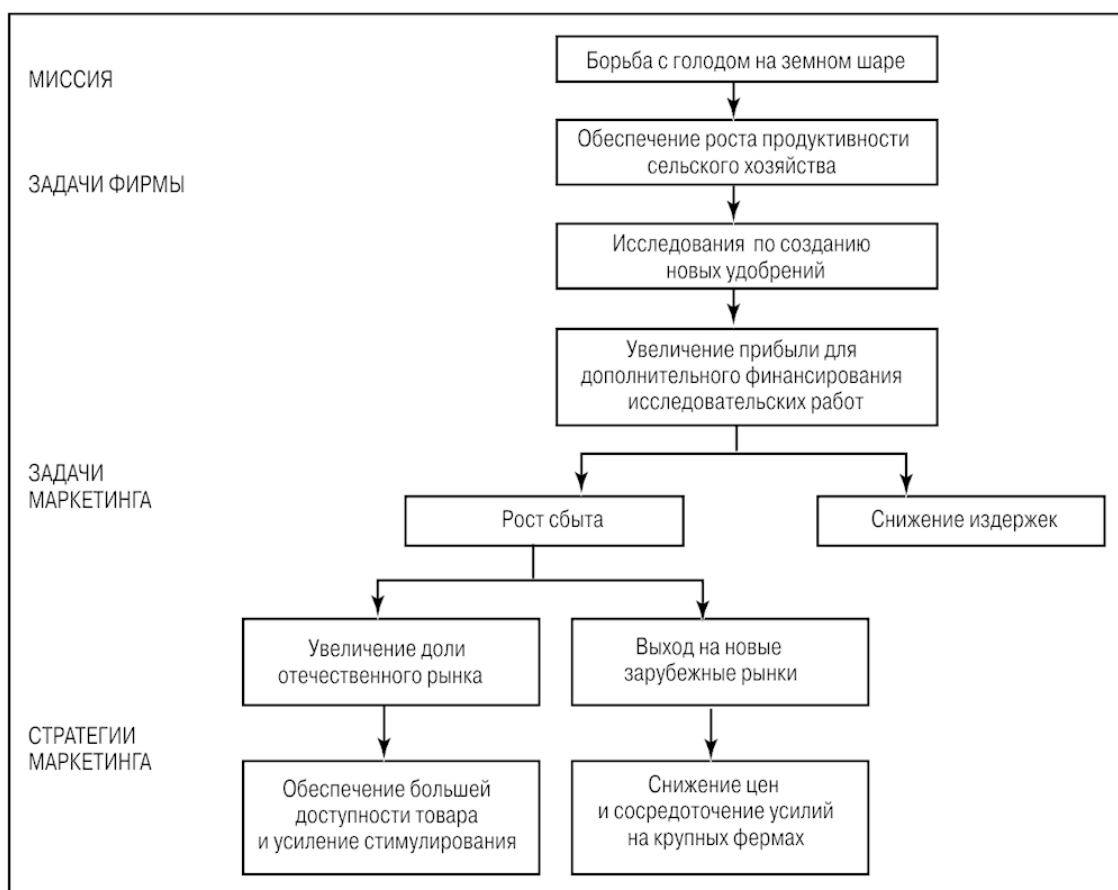 МИССИЯ
Борьба с голодом на земном шаре
Обеспечение роста продуктивности
сельского хозяйства
ЗАДАЧИ ФИРМЫ
Исследования по созданию
новых удобрений
Увеличение прибыли для
дополнительного финансирования
исследовательских работ
ЗАДАЧИ
МАРКЕТИНГА
Рост сбыта
Снижение издержек
Увеличение доли
отечественного рынка
Выход на новые
зарубежные рынки
СТРАТЕГИИ
МАРКЕТИНГА
Обеспечение большей
доступности товара
и усиление стимулирования
Снижение цен
и сосредоточение усилий
на крупных фермах